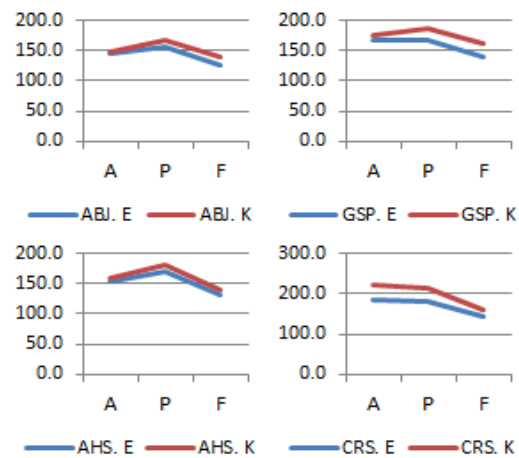 200.0
150.0
100.0
50.0
0.0
A P F
ABJ. E ABJ. K
200.0
150.0
100.0
50.0
0.0
A P F
GSP. E GSP. K
200.0
150.0
100.0
50.0
0.0
A P F
AHS. E AHS. K
300.0
200.0
100.0
0.0
A P F
CRS. E CRS. K